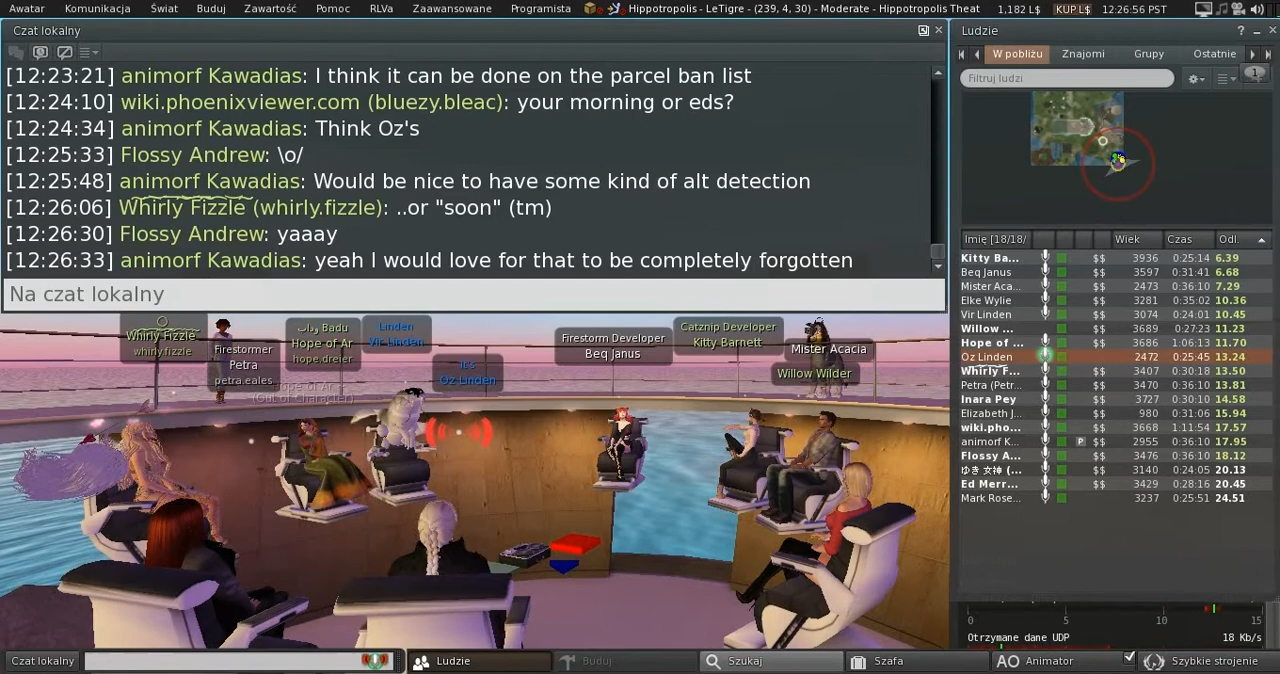 Awatar Komunikacja Świat Buduj Zawartość Pomoc RLVa Zaawansowane Programista Hippotropolis - LeTigre - (239, 4, 30) - Moderate - Hippotropolis Theat 1,182 L$ KUP L$ 12:26:56 PST
Czat lokalny
[12:23:21] animorf Kawadias: I think it can be done on the parcel ban list
[12:24:10] wiki.phoenixviewer.com (bluezy.bleac): your morning or eds?
[12:24:34] animorf Kawadias: Think Oz's
[12:25:33] Flossy Andrew: \o/
[12:25:48] animorf Kawadias: Would be nice to have some kind of alt detection
[12:26:06] Whirly Fizzle (whirly.fizzle): ..or "soon" (tm)
[12:26:30] Flossy Andrew: yaaay
[12:26:33] animorf Kawadias: yeah I would love for that to be completely forgotten
Na czat lokalny
Whirly Fizzle
whirly.fizzle
Firestormer
Petra
petra.eales
Badu
Hope of Ar
hope.dreier
Hope of Ar
(Out of Character)
Linden
Vir Linden
It's
Oz Linden
Firestorm Developer
Beq Janus
Catznip Developer
Kitty Barnett
Mister Acacia
Willow Wilder
Ludzie
? _ ×
W pobliżu Znajomi Grupy Ostatnie
Filtruj ludzi
1
Imię [18/18/ Wiek Czas Odl.
Kitty Ba... $$ 3936 0:25:14 6.39
Beq Janus $$ 3597 0:31:41 6.68
Mister Aca... $$ 2473 0:36:10 7.29
Elke Wylie $$ 3281 0:35:02 10.36
Vir Linden $$ 3074 0:24:01 10.45
Willow ... $$ 3689 0:27:23 11.23
Hope of ... $$ 3686 1:06:13 11.70
Oz Linden 2472 0:25:45 13.24
Whirly F... $$ 3407 0:30:18 13.50
Petra (Petr... $$ 3470 0:36:10 13.81
Inara Pey $$ 3727 0:30:10 14.58
Elizabeth J... 980 0:31:06 15.94
wiki.pho... $$ 3668 1:11:54 17.57
animorf K... P $$ 2955 0:36:10 17.95
Flossy A... $$ 3476 0:36:10 18.12
ゆき 女神 (... $$ 3140 0:24:05 20.13
Ed Merr... $$ 3429 0:28:16 20.45
Mark Rose... 3237 0:25:51 24.51
0 5 10 15
Otrzymane dane UDP 18 Kb/s
Czat lokalny Ludzie Buduj Szukaj Szafa AO Animator Szybkie strojenie